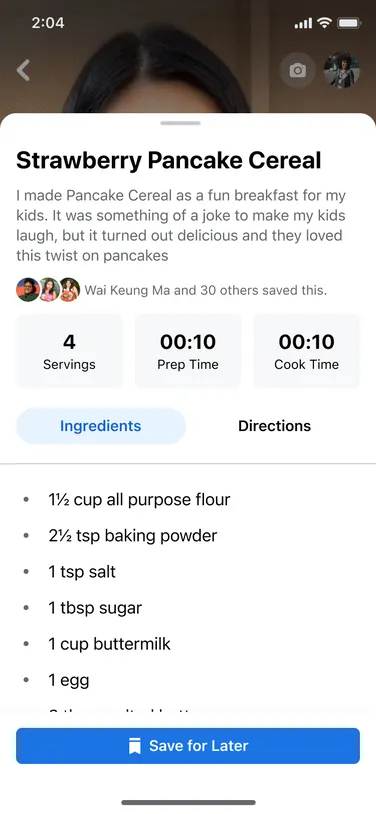 2:04
Strawberry Pancake Cereal
I made Pancake Cereal as a fun breakfast for my
kids. It was something of a joke to make my kids
laugh, but it turned out delicious and they loved
this twist on pancakes
Wai Keung Ma and 30 others saved this.
4 00:10 00:10
Servings Prep Time Cook Time
Ingredients Directions
• 1½ cup all purpose flour
• 2½ tsp baking powder
• 1 tsp salt
• 1 tbsp sugar
• 1 cup buttermilk
• 1 egg
Save for Later